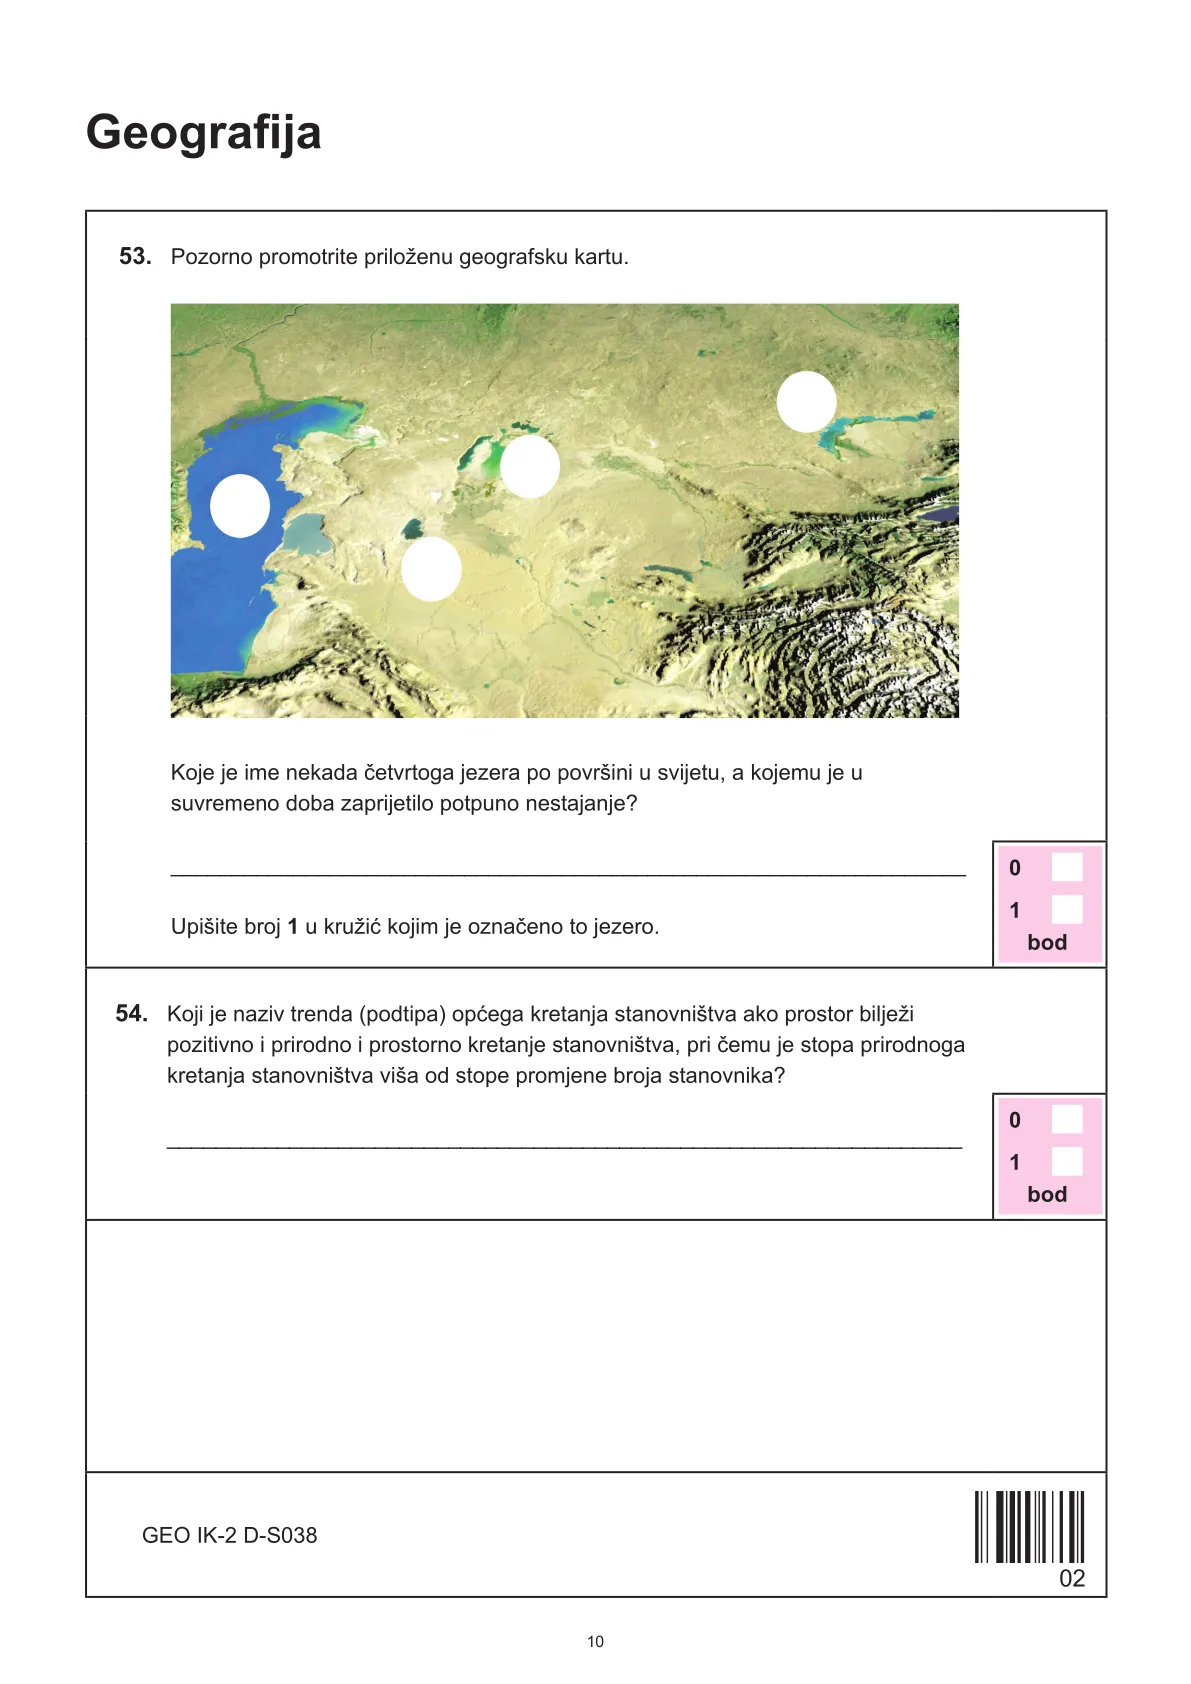 Geografija
53. Pozorno promotrite priloženu geografsku kartu.
Koje je ime nekada četvrtoga jezera po površini u svijetu, a kojemu je u
suvremeno doba zaprijetilo potpuno nestajanje?
0
1
bod
Upišite broj 1 u kružić kojim je označeno to jezero.
54. Koji je naziv trenda (podtipa) općega kretanja stanovništva ako prostor bilježi
pozitivno i prirodno i prostorno kretanje stanovništva, pri čemu je stopa prirodnoga
kretanja stanovništva viša od stope promjene broja stanovnika?
0
1
bod
GEO IK-2 D-S038
02
10